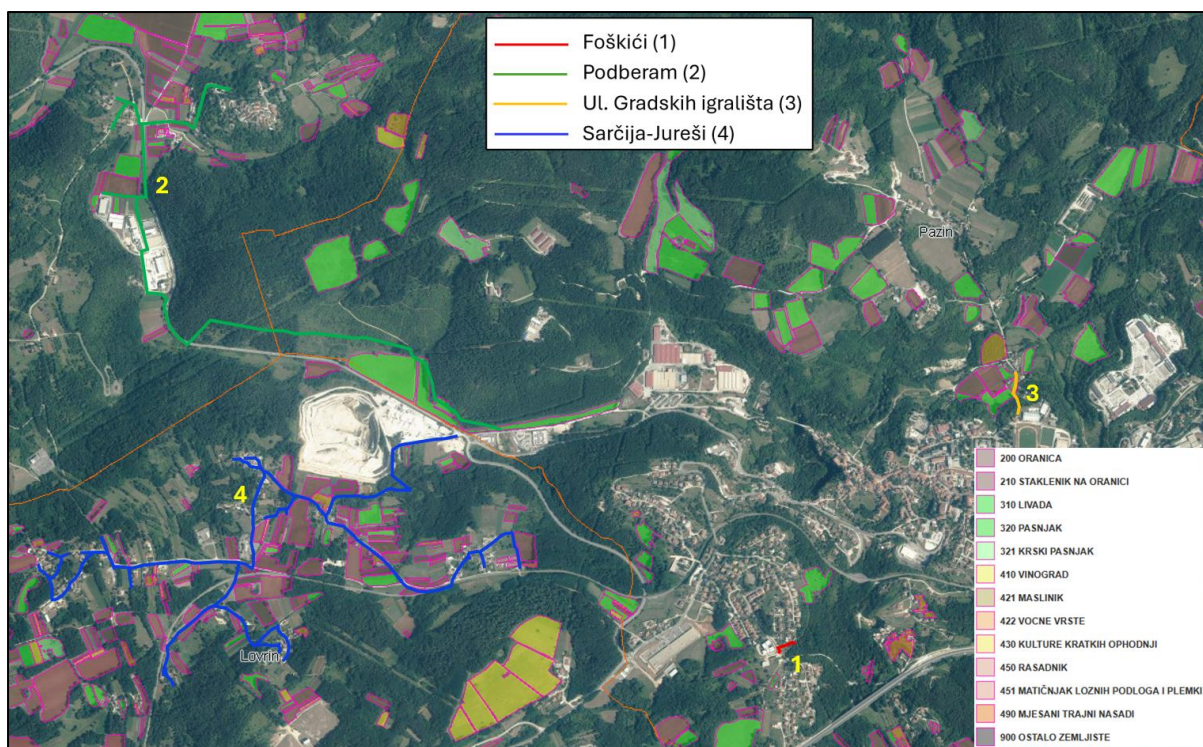 Foškići (1)
Podberam (2)
Ul. Gradskih igrališta (3)
Sarčija-Jureši (4)
2
Pazin
3
4
Lovrin
1
200 ORANICA
210 STAKLENIK NA ORANICI
310 LIVADA
320 PASNJAK
321 KRSKI PASNJAK
410 VINOGRAD
421 MASLINIK
422 VOCNE VRSTE
430 KULTURE KRATKIH OPHODNJI
450 RASADNIK
451 MATIČNJAK LOZNIH PODLOGA I PLEMKI
490 MJESANI TRAJNI NASADI
900 OSTALO ZEMLJISTE